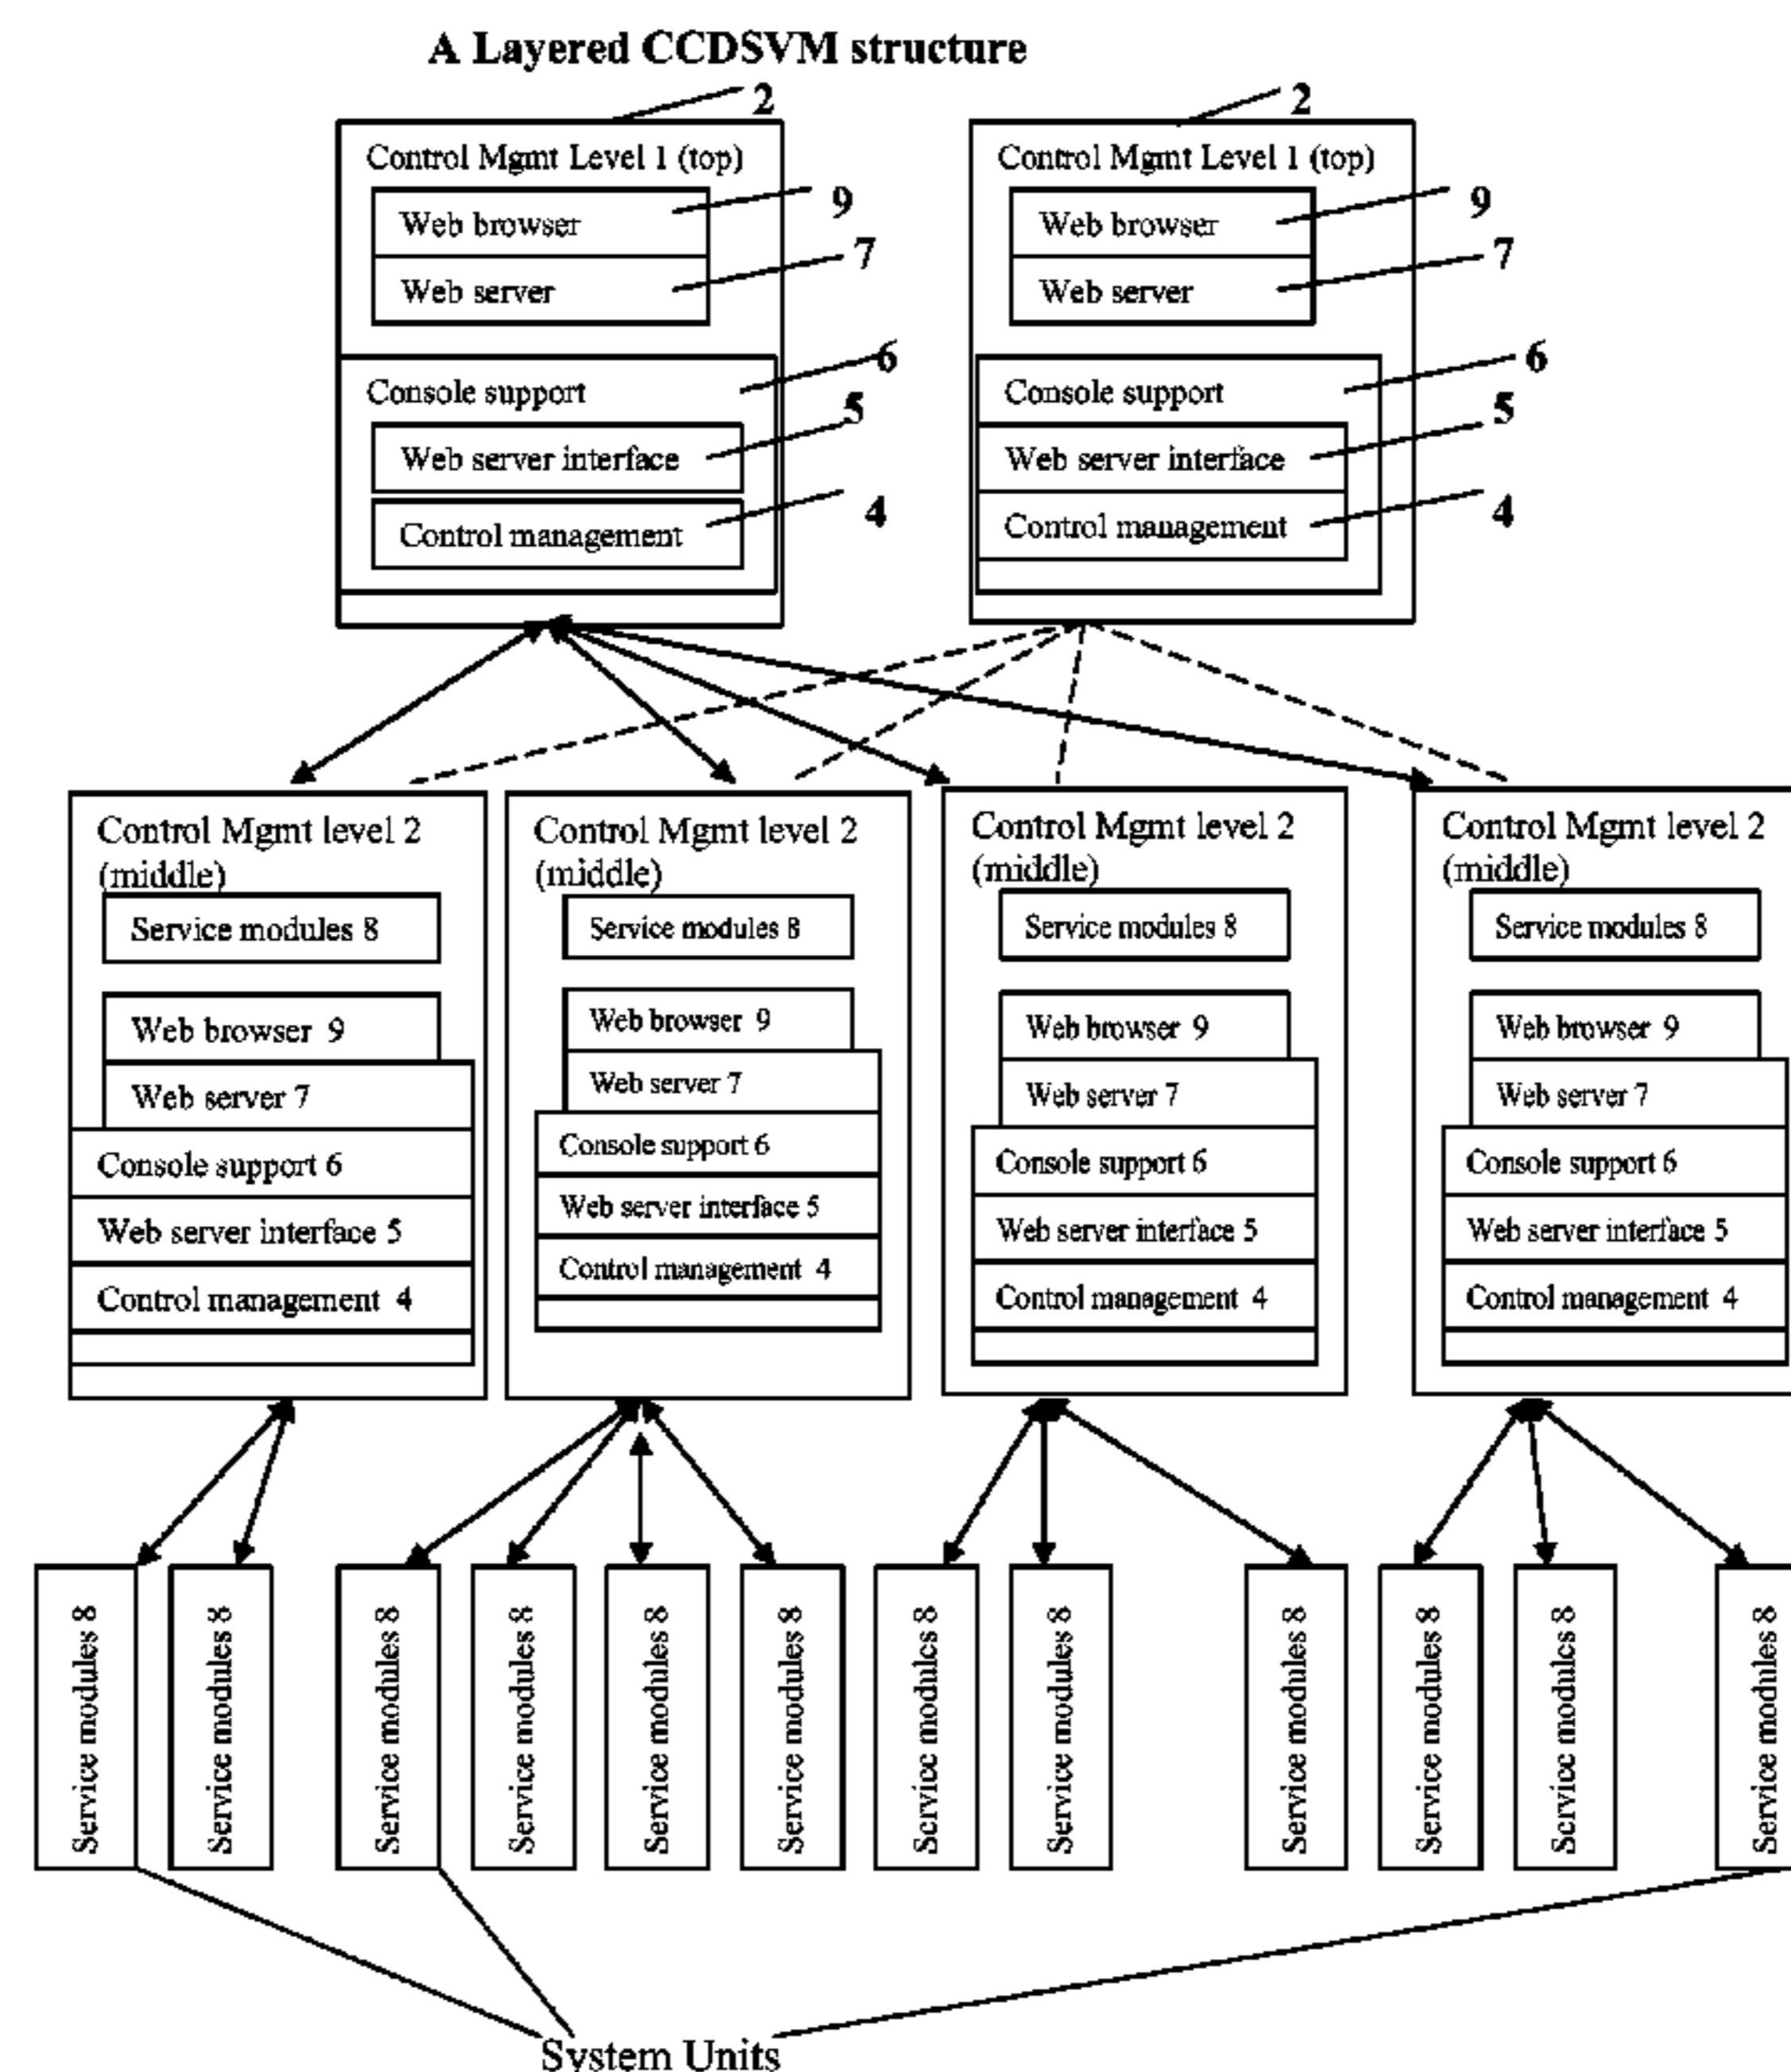 A Layered CCDSVM structure
2
Control Mgmt Level 1 (top)
Web browser
9
Web server
7
Console support
6
Web server interface
5
Control management
4
2
Control Mgmt Level 1 (top)
Web browser
9
Web server
7
Console support
6
Web server interface
5
Control management
4
Control Mgmt level 2
(middle)
Service modules 8
Web browser 9
Web server 7
Console support 6
Web server interface 5
Control management 4
Control Mgmt level 2
(middle)
Service modules 8
Web browser 9
Web server 7
Console support 6
Web server interface 5
Control management 4
Control Mgmt level 2
(middle)
Service modules 8
Web browser 9
Web server 7
Console support 6
Web server interface 5
Control management 4
Control Mgmt level 2
(middle)
Service modules 8
Web browser 9
Web server 7
Console support 6
Web server interface 5
Control management 4
Service modules 8
Service modules 8
Service modules 8
Service modules 8
Service modules 8
Service modules 8
Service modules 8
Service modules 8
Service modules 8
Service modules 8
Service modules 8
Service modules 8
System Units